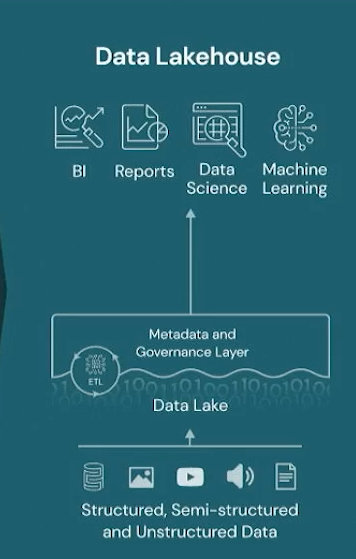 Data Lakehouse
BI
Reports
Data
Science
Machine
Learning
Metadata and
Governance Layer
ETL
Data Lake
Structured, Semi-structured
and Unstructured Data